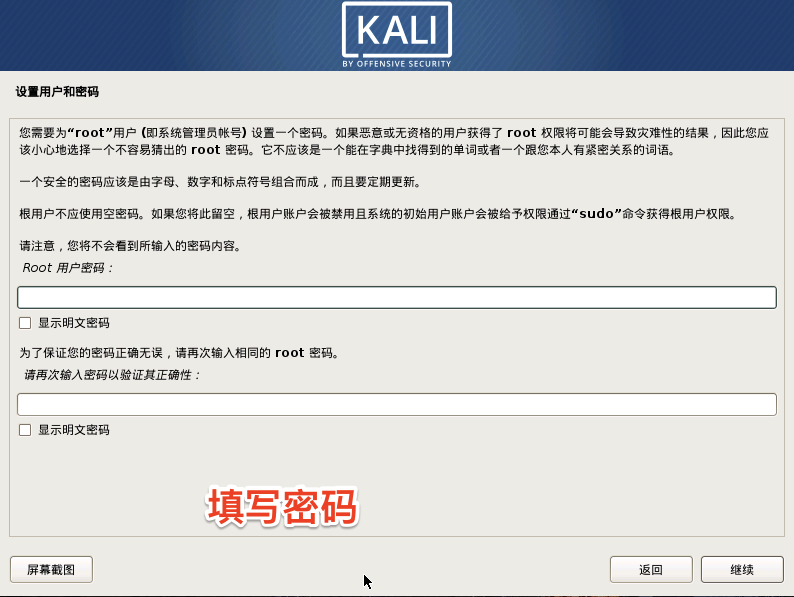 KALI
BY OFFENSIVE SECURITY
设置用户和密码
您需要为“root”用户 (即系统管理员帐号) 设置一个密码。如果恶意或无资格的用户获得了 root 权限将可能会导致灾难性的结果，因此您应
该小心地选择一个不容易猜出的 root 密码。它不应该是一个能在字典中找得到的单词或者一个跟您本人有紧密关系的词语。
一个安全的密码应该是由字母、数字和标点符号组合而成，而且要定期更新。
根用户不应使用空密码。如果您将此留空，根用户账户会被禁用且系统的初始用户账户会被给予权限通过“sudo”命令获得根用户权限。
请注意，您将不会看到所输入的密码内容。
Root 用户密码：
显示明文密码
为了保证您的密码正确无误，请再次输入相同的 root 密码。
请再次输入密码以验证其正确性：
显示明文密码
填写密码
屏幕截图
返回
继续